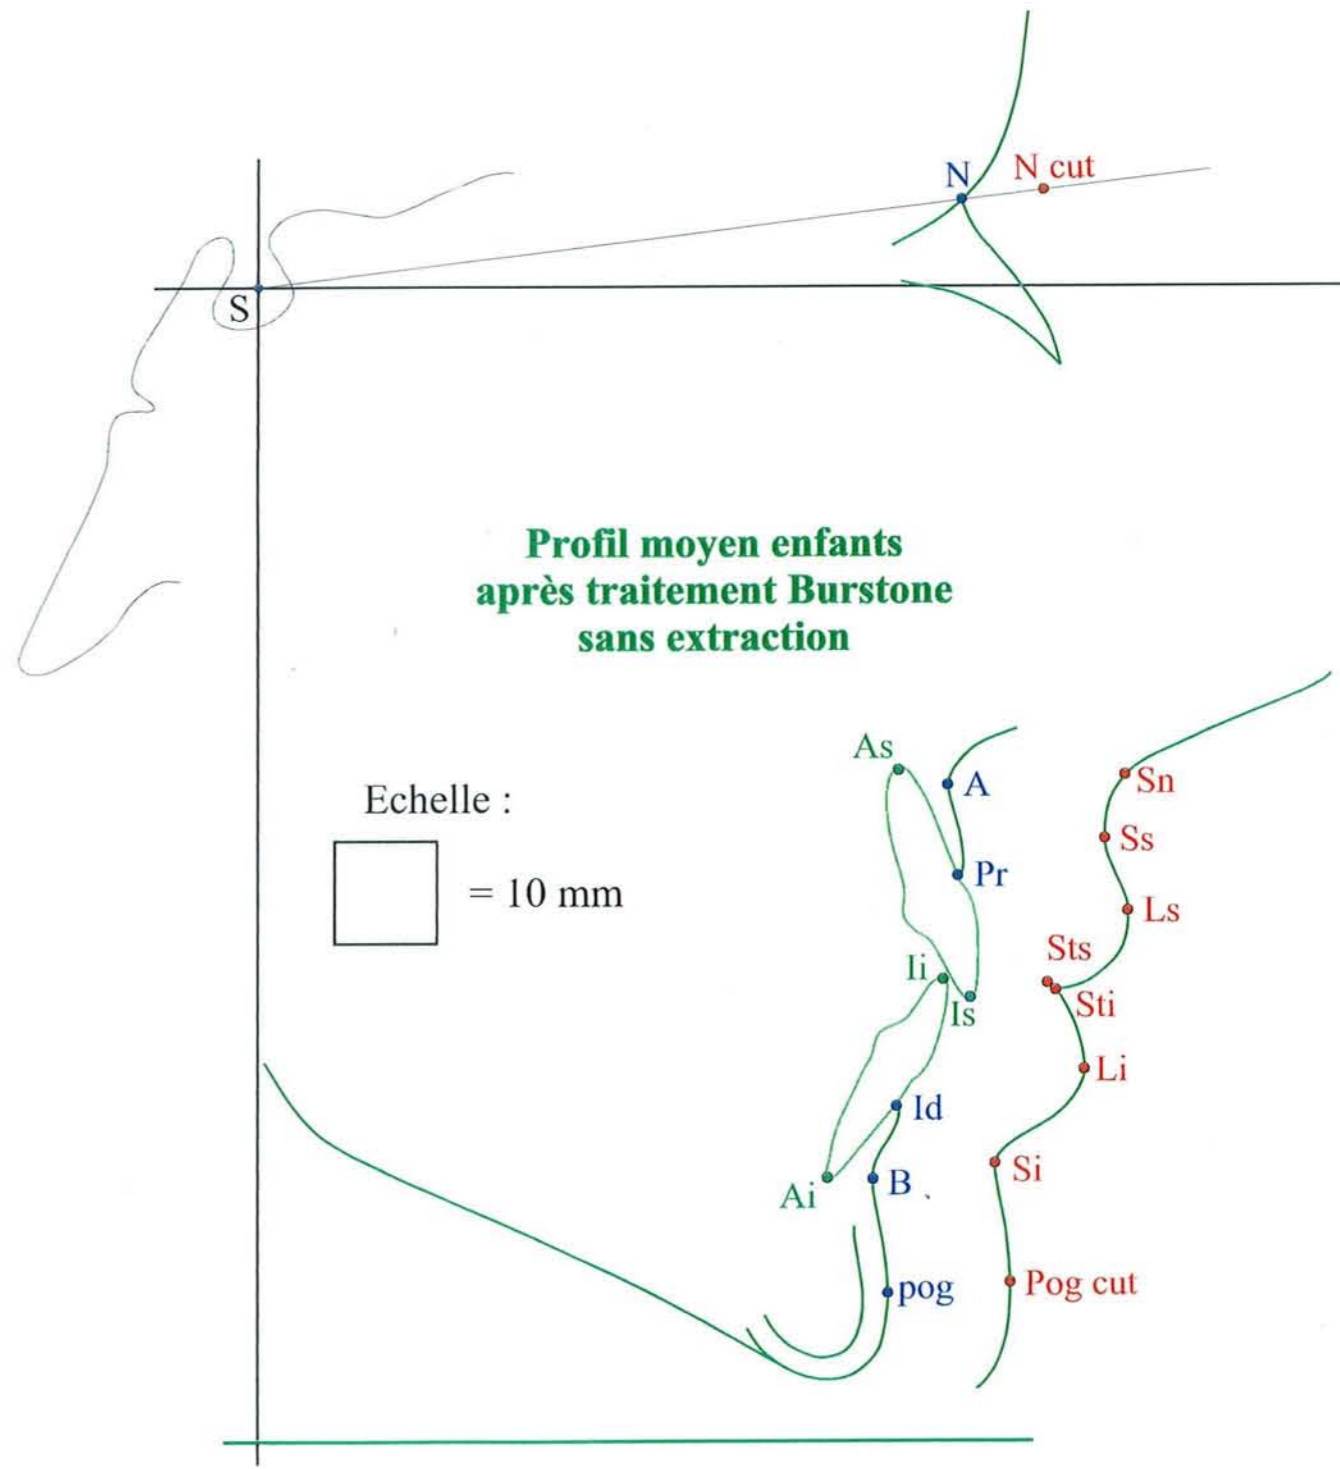 N
N cut
S
Profil moyen enfants
après traitement Burstone
sans extraction
As
A
Sn
Echelle :
Ss
Pr
= 10 mm
Ls
Sts
Ii
Is
Sti
Li
Id
Si
B
Ai
pog
Pog cut